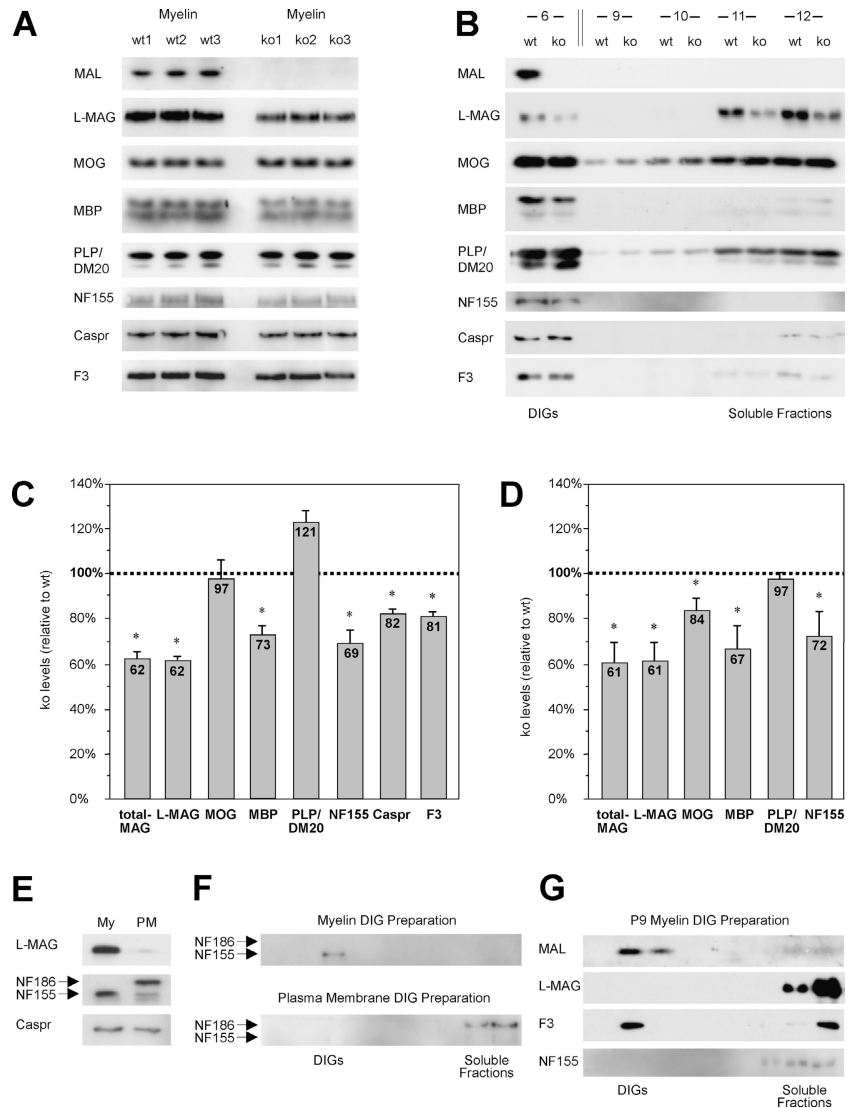 A
Myelin Myelin
wt1 wt2 wt3 ko1 ko2 ko3
MAL
L-MAG
MOG
MBP
PLP/
DM20
NF155
Caspr
F3
B
—6— —9— —10— —11— —12—
wt ko wt ko wt ko wt ko wt ko
MAL
L-MAG
MOG
MBP
PLP/
DM20
NF155
Caspr
F3
DIGs Soluble Fractions
C
ko levels (relative to wt)
140%
120%
100%
80%
60%
40%
20%
0%
* * * * * *
62 62 97 73 121 69 82 81
total-
MAG L-MAG MOG MBP PLP/
DM20 NF155 Caspr F3
D
ko levels (relative to wt)
140%
120%
100%
80%
60%
40%
20%
0%
* * * * *
61 61 84 67 97 72
total-
MAG L-MAG MOG MBP PLP/
DM20 NF155
E
My PM
L-MAG
NF186
NF155
Caspr
F
Myelin DIG Preparation
NF186
NF155
Plasma Membrane DIG Preparation
NF186
NF155
DIGs Soluble
Fractions
G
P9 Myelin DIG Preparation
MAL
L-MAG
F3
NF155
DIGs Soluble
Fractions